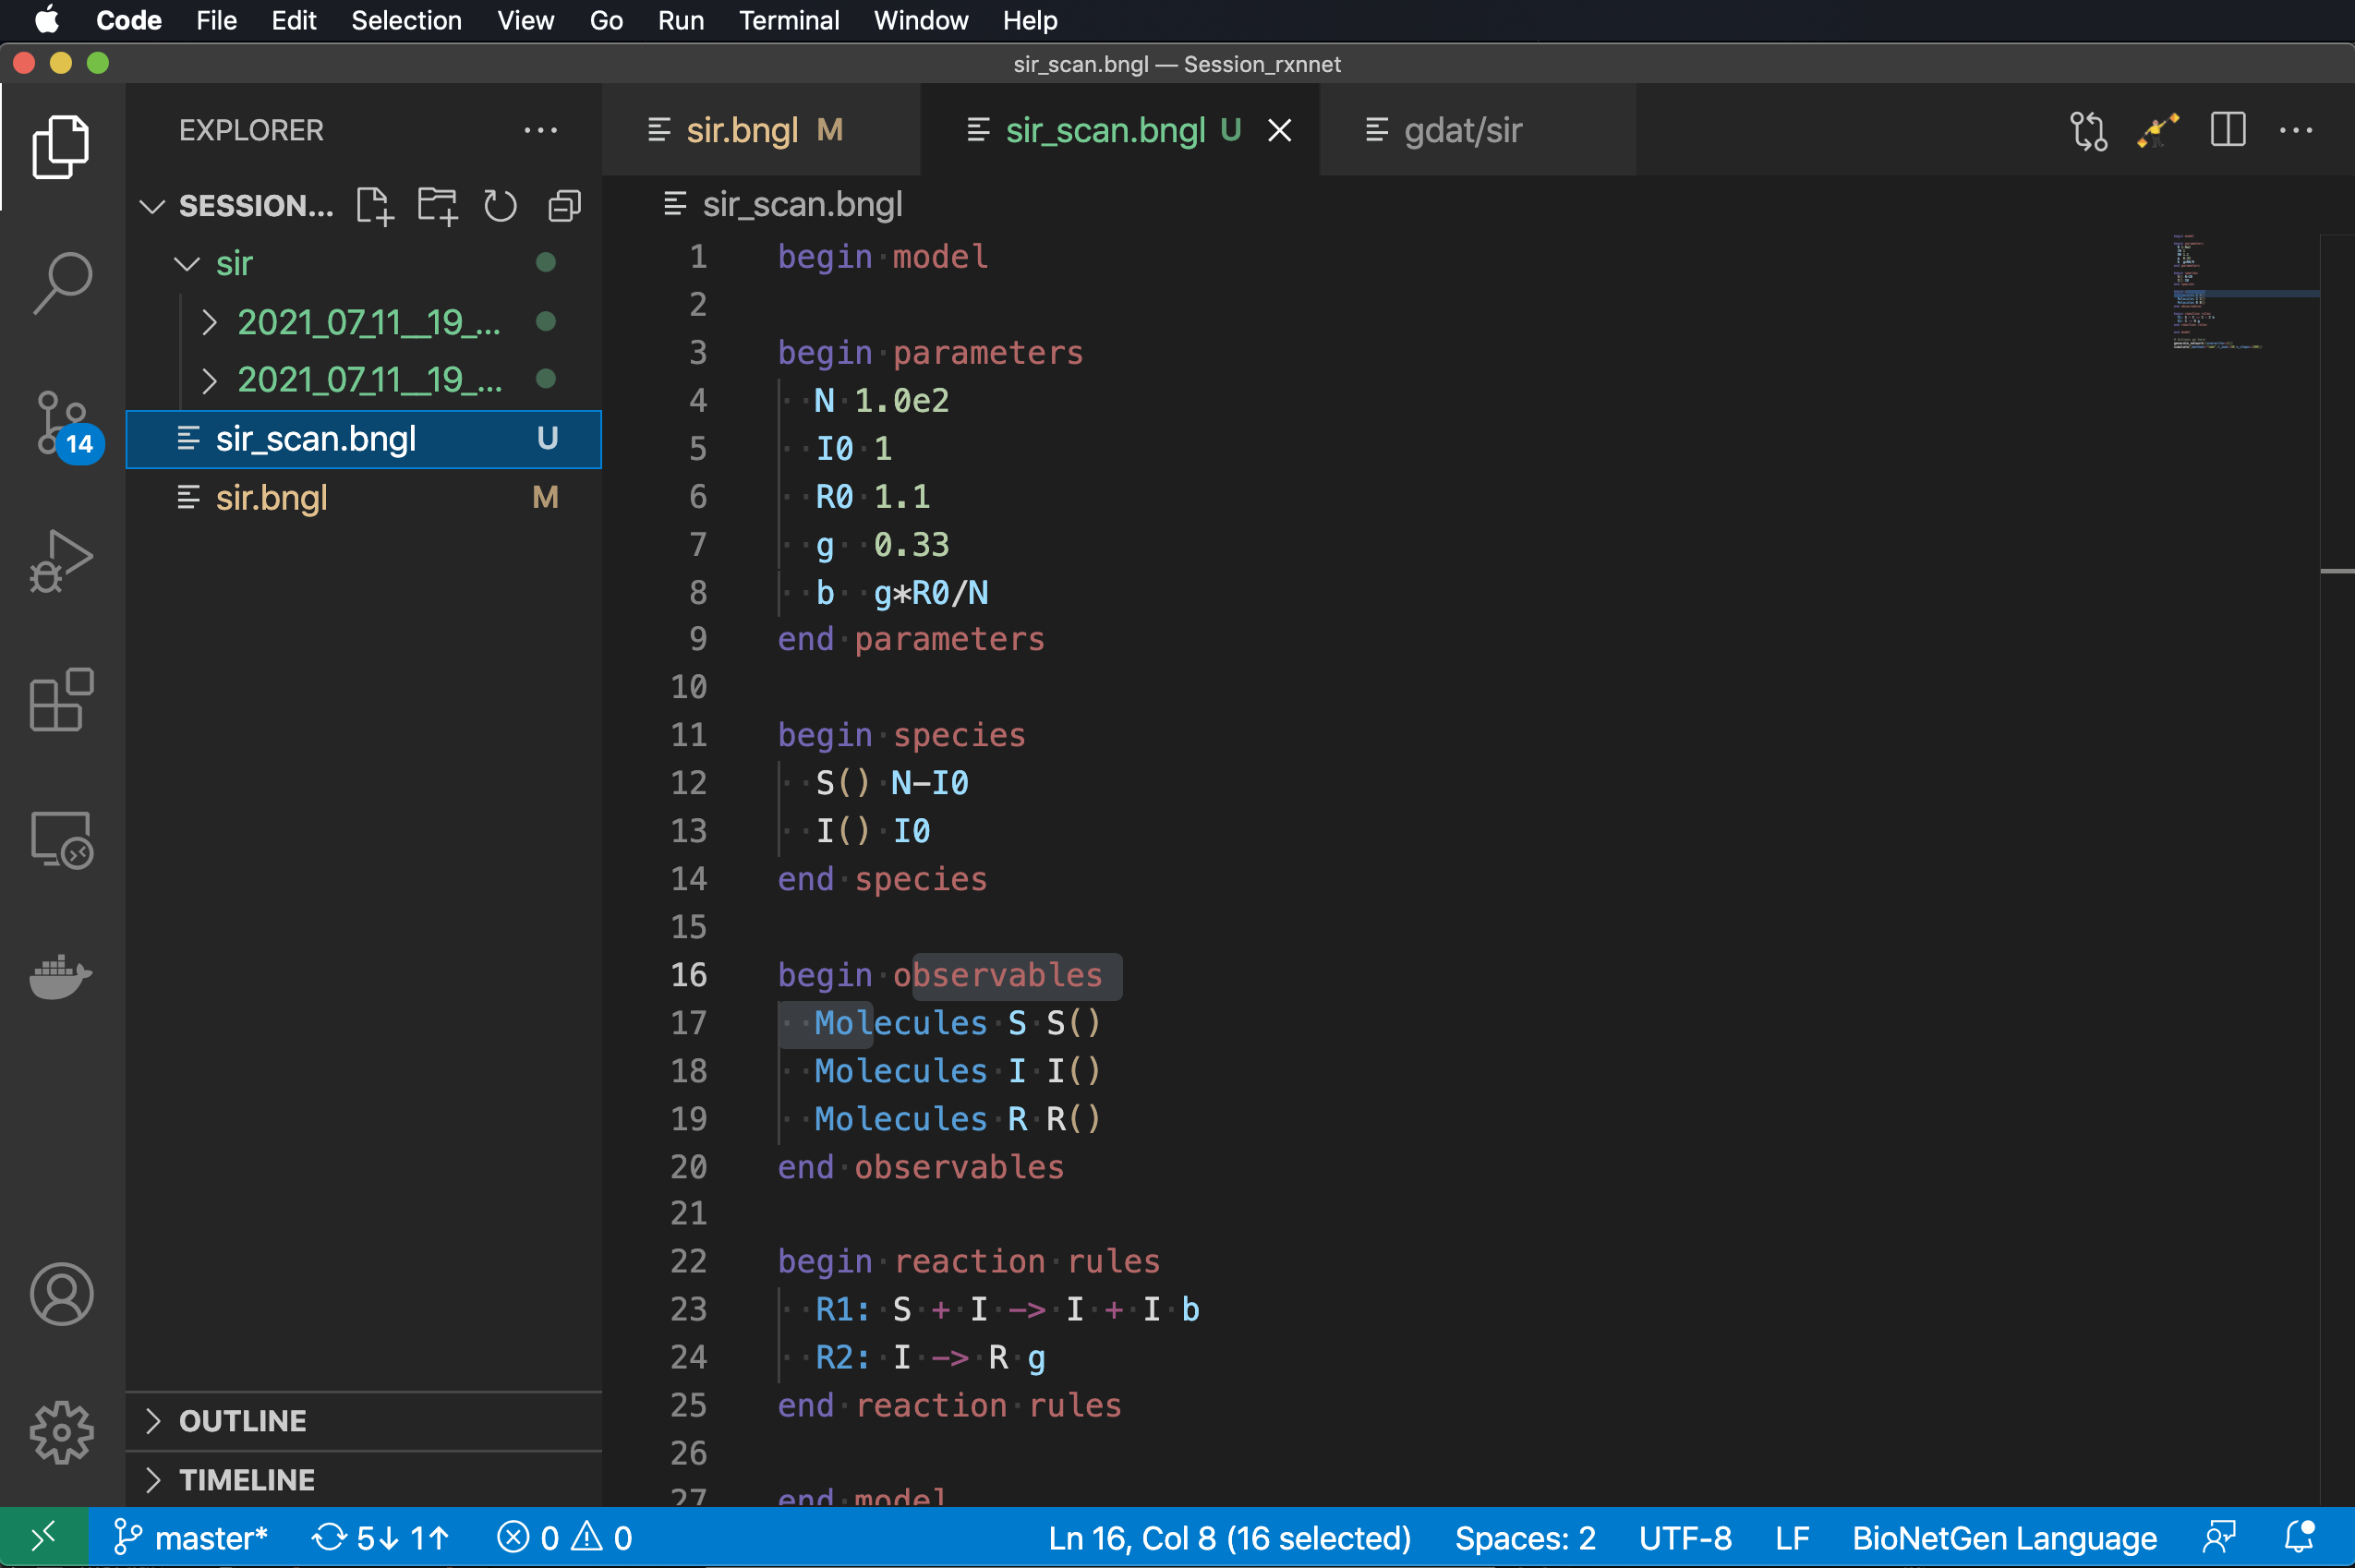 Code File Edit Selection View Go Run Terminal Window Help
sir_scan.bngl — Session_rxnnet
EXPLORER
SESSION...
sir
2021_07_11__19_...
2021_07_11__19_...
sir_scan.bngl U
sir.bngl M
14
OUTLINE
TIMELINE
sir.bngl M
sir_scan.bngl U
gdat/sir
sir_scan.bngl
1 begin model
2
3 begin parameters
4 N 1.0e2
5 I0 1
6 R0 1.1
7 g 0.33
8 b g*R0/N
9 end parameters
10
11 begin species
12 S() N-I0
13 I() I0
14 end species
15
16 begin observables
17 Molecules S S()
18 Molecules I I()
19 Molecules R R()
20 end observables
21
22 begin reaction rules
23 R1: S + I -> I + I b
24 R2: I -> R g
25 end reaction rules
26
27 end model
master* 5↓ 1↑ 0 0 Ln 16, Col 8 (16 selected) Spaces: 2 UTF-8 LF BioNetGen Language